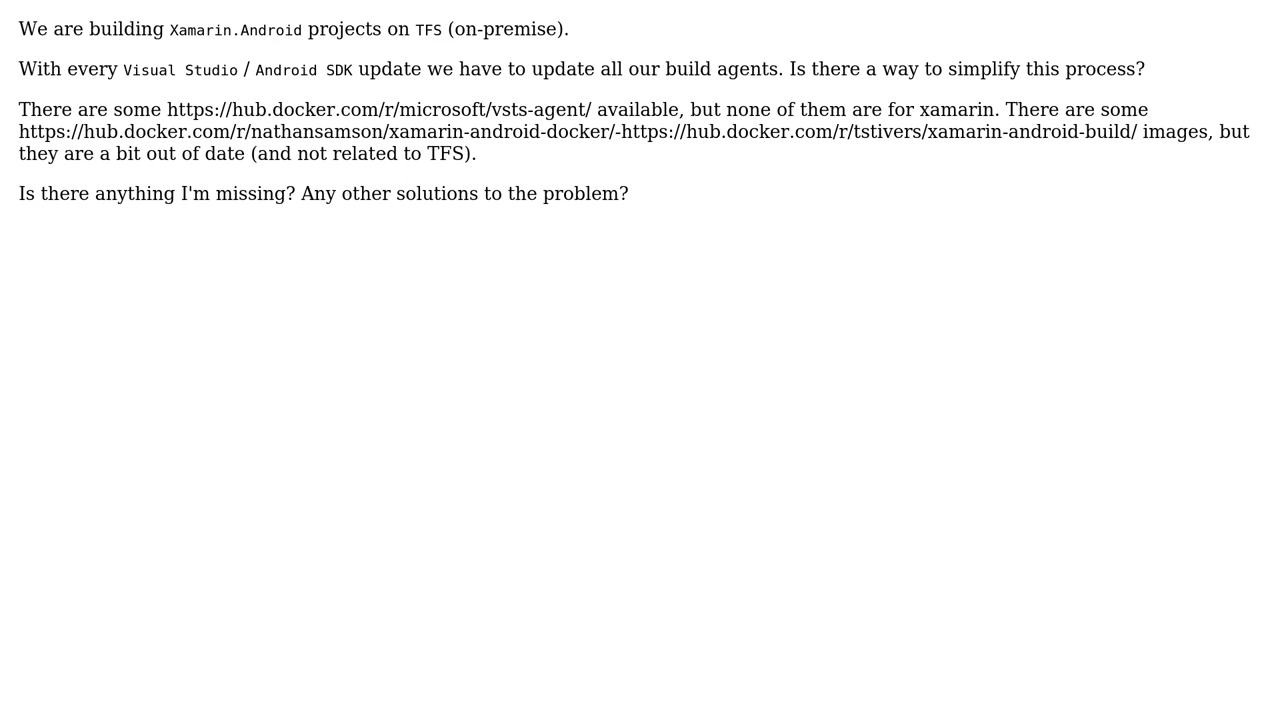 We are building Xamarin.Android projects on TFS (on-premise).
With every Visual Studio / Android SDK update we have to update all our build agents. Is there a way to simplify this process?
There are some https://hub.docker.com/r/microsoft/vsts-agent/ available, but none of them are for xamarin. There are some
https://hub.docker.com/r/nathansamson/xamarin-android-docker/-https://hub.docker.com/r/tstivers/xamarin-android-build/ images, but
they are a bit out of date (and not related to TFS).
Is there anything I'm missing? Any other solutions to the problem?